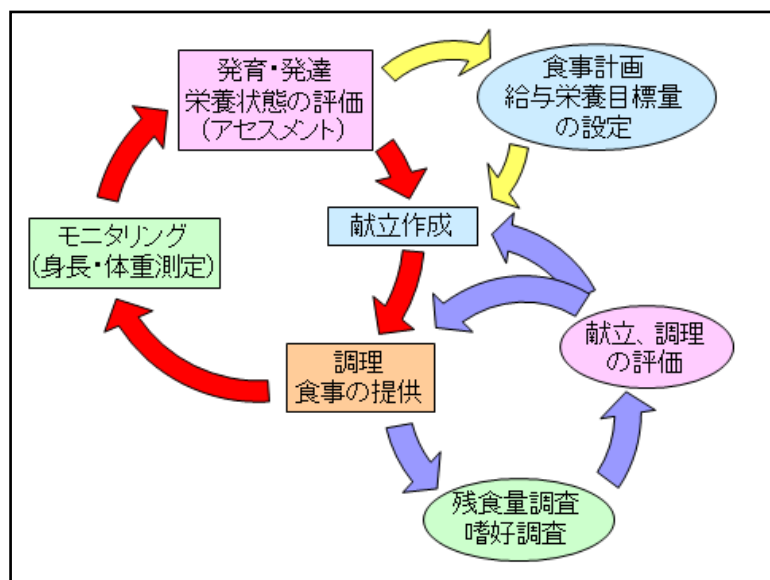 発育・発達
栄養状態の評価
(アセスメント)
食事計画
給与栄養目標量
の設定
献立作成
モニタリング
(身長・体重測定)
献立、調理
の評価
調理
食事の提供
残食量調査
嗜好調査